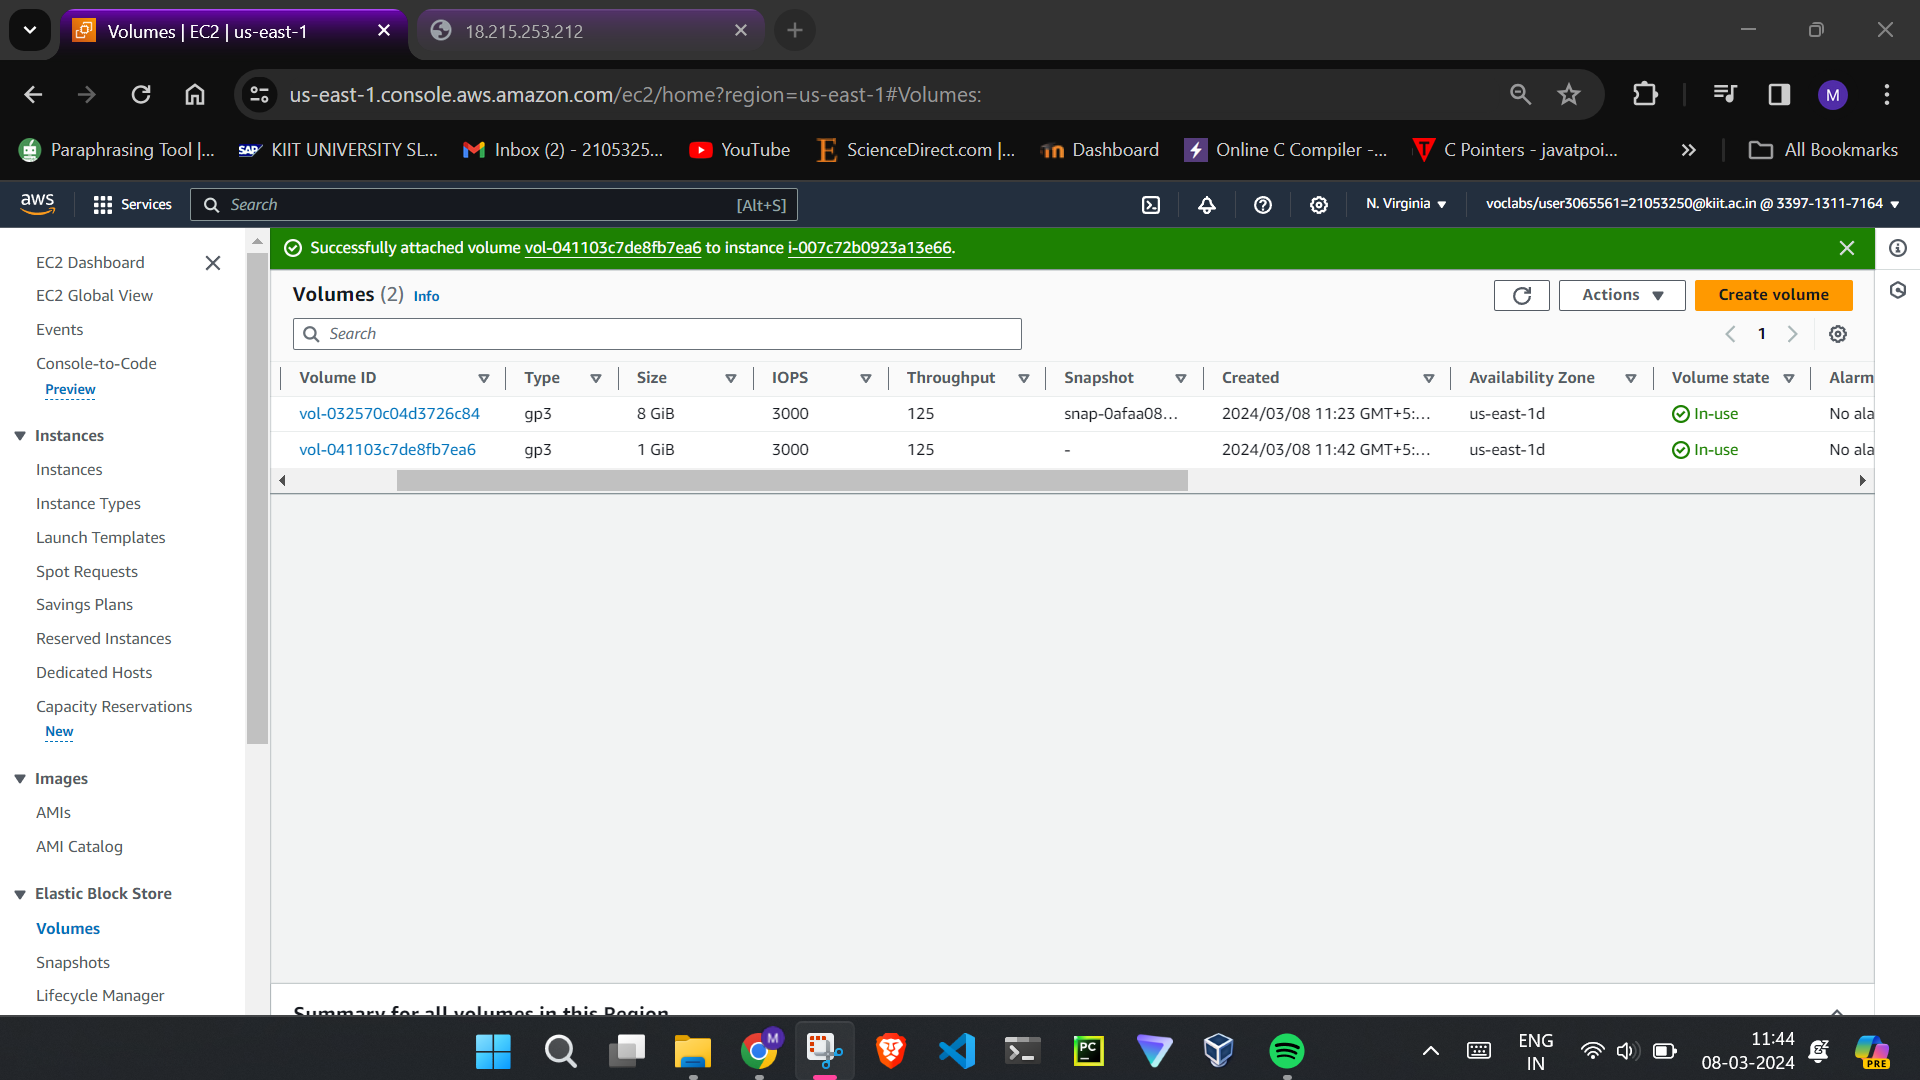 Volumes | EC2 | us-east-1
18.215.253.212
us-east-1.console.aws.amazon.com/ec2/home?region=us-east-1#Volumes:
M
Paraphrasing Tool |...
SAP
KIIT UNIVERSITY SL...
Inbox (2) - 2105325...
YouTube
ScienceDirect.com |...
Dashboard
Online C Compiler -...
C Pointers - javatpoi...
All Bookmarks
aws
Services
Search
[Alt+S]
N. Virginia
voclabs/user3065561=21053250@kiit.ac.in @ 3397-1311-7164
EC2 Dashboard
EC2 Global View
Events
Console-to-Code
Preview
Instances
Instances
Instance Types
Launch Templates
Spot Requests
Savings Plans
Reserved Instances
Dedicated Hosts
Capacity Reservations
New
Images
AMIs
AMI Catalog
Elastic Block Store
Volumes
Snapshots
Lifecycle Manager
Successfully attached volume vol-041103c7de8fb7ea6 to instance i-007c72b0923a13e66.
Volumes (2) Info
Actions
Create volume
Search
1
Volume ID Type Size IOPS Throughput Snapshot Created Availability Zone Volume state Alarm
vol-032570c04d3726c84 gp3 8 GiB 3000 125 snap-0afaa08... 2024/03/08 11:23 GMT+5:... us-east-1d In-use No ala
vol-041103c7de8fb7ea6 gp3 1 GiB 3000 125 - 2024/03/08 11:42 GMT+5:... us-east-1d In-use No ala
Summary for all volumes in this Region
M
PC
ENG
IN
11:44
08-03-2024
PRE